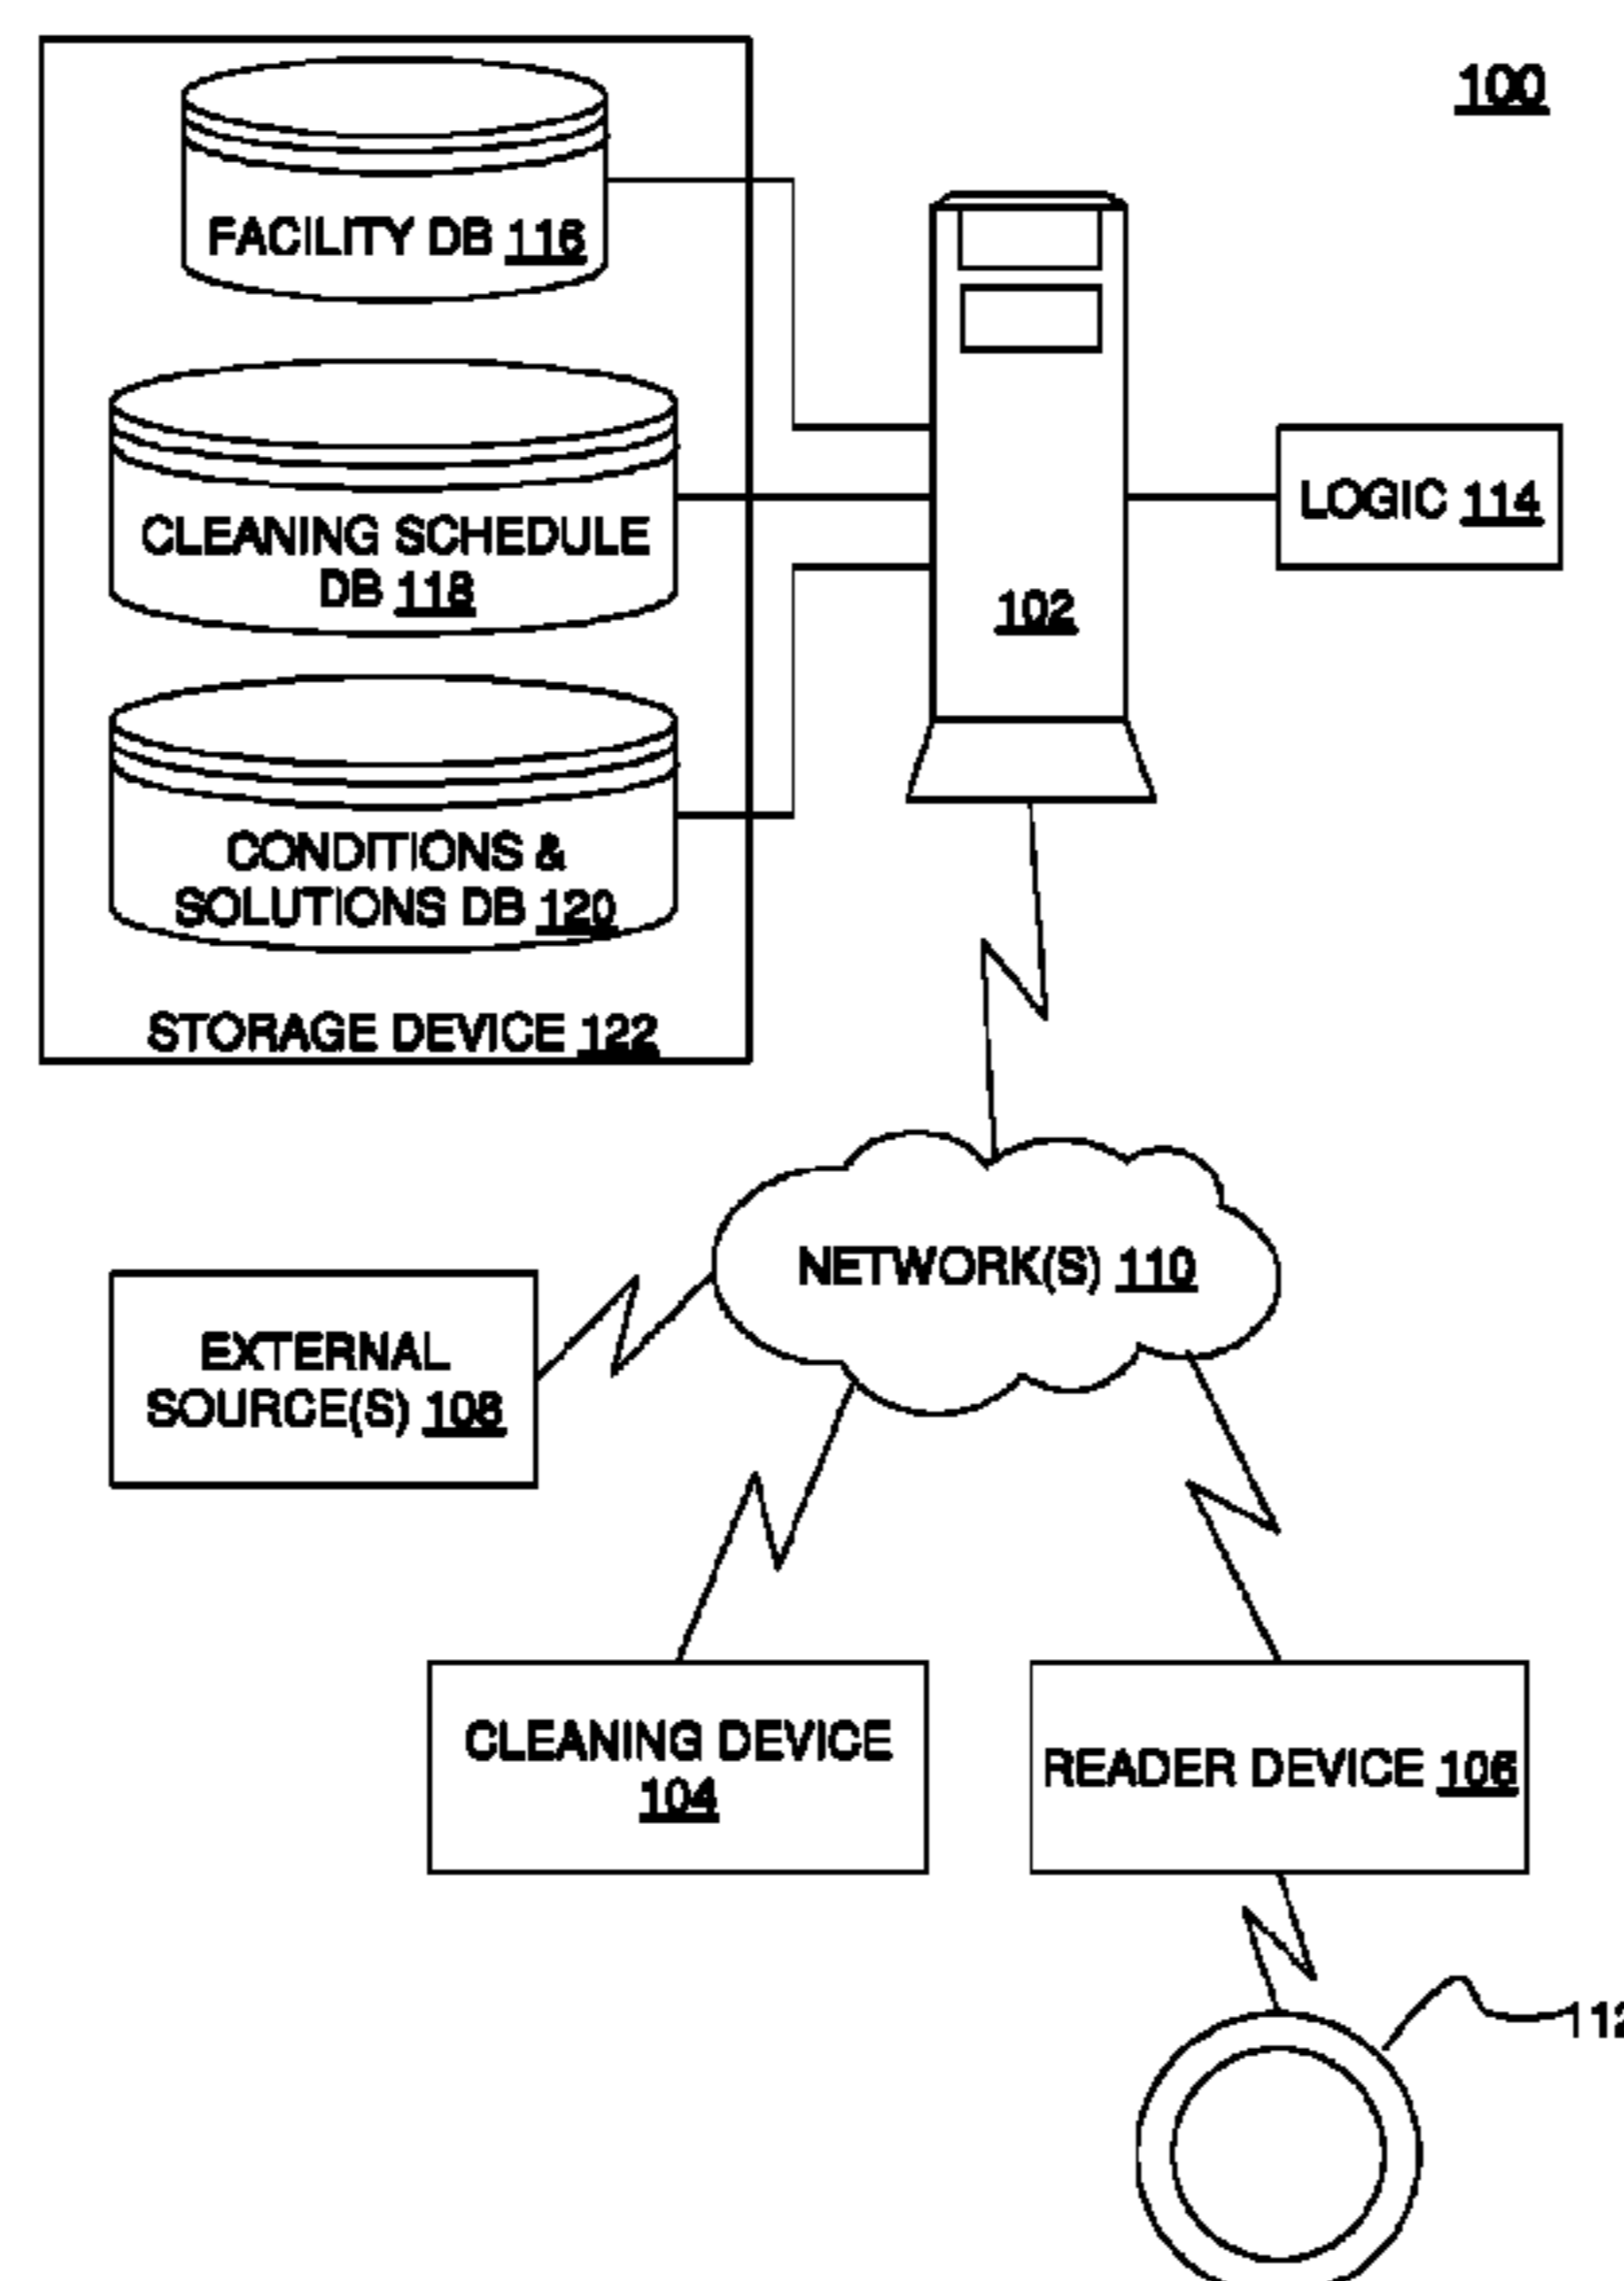 100
FACILITY DB 116
CLEANING SCHEDULE
DB 118
CONDITIONS &
SOLUTIONS DB 120
STORAGE DEVICE 122
102
LOGIC 114
NETWORK(S) 110
EXTERNAL
SOURCE(S) 108
CLEANING DEVICE
104
READER DEVICE 106
112